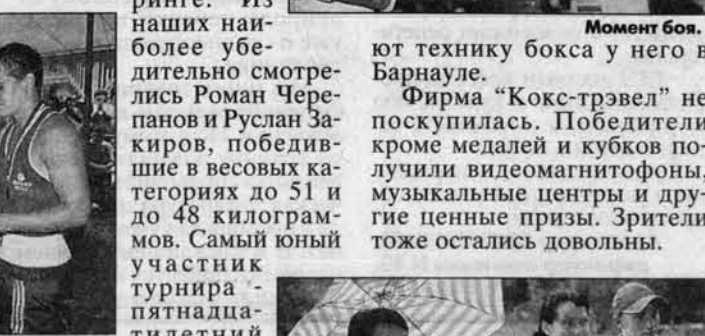 ринге. Из
наших наи-
более убе-
дительно смотре-
лись Роман Чере-
панов и Руслан За-
киров, победив-
шие в весовых ка-
тегориях до 51 и
до 48 килограм-
мов. Самый юный
участник
турнира -
пятнадца-
тилетний
Момент боя.
ют технику бокса у него в
Барнауле.
Фирма “Кокс-трэвел” не
поскупилась. Победители
кроме медалей и кубков по-
лучили видеомагнитофоны,
музыкальные центры и дру-
гие ценные призы. Зрители
тоже остались довольны.